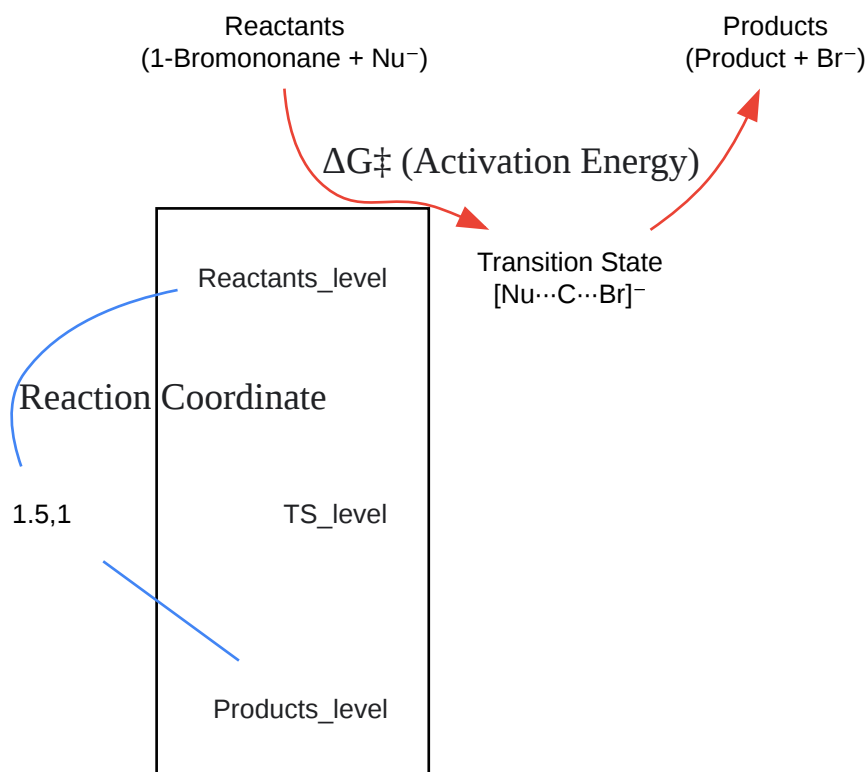 Reactants
(1-Bromononane + Nu⁻)
Products
(Product + Br⁻)
ΔG‡ (Activation Energy)
Transition State
[Nu···C···Br]⁻
Reactants_level
Reaction Coordinate
1.5,1
TS_level
Products_level